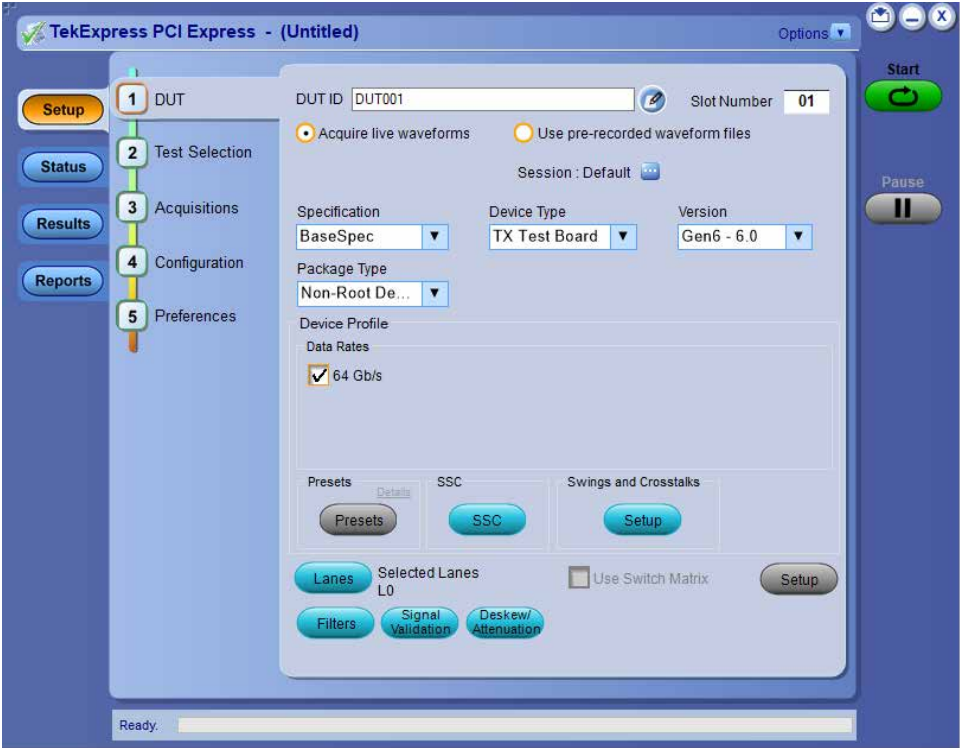 TekExpress PCI Express - (Untitled)
Options
Start
Setup
Status
Results
Reports
1 DUT
2 Test Selection
3 Acquisitions
4 Configuration
5 Preferences
DUT ID DUT001 Slot Number 01
Acquire live waveforms Use pre-recorded waveform files
Session : Default
Pause
Specification Device Type Version
BaseSpec TX Test Board Gen6 - 6.0
Package Type
Non-Root De...
Device Profile
Data Rates
64 Gb/s
Presets Details SSC Swings and Crosstalks
Presets SSC Setup
Lanes Selected Lanes
L0
Use Switch Matrix Setup
Filters Signal Validation Deskew/ Attenuation
Ready.